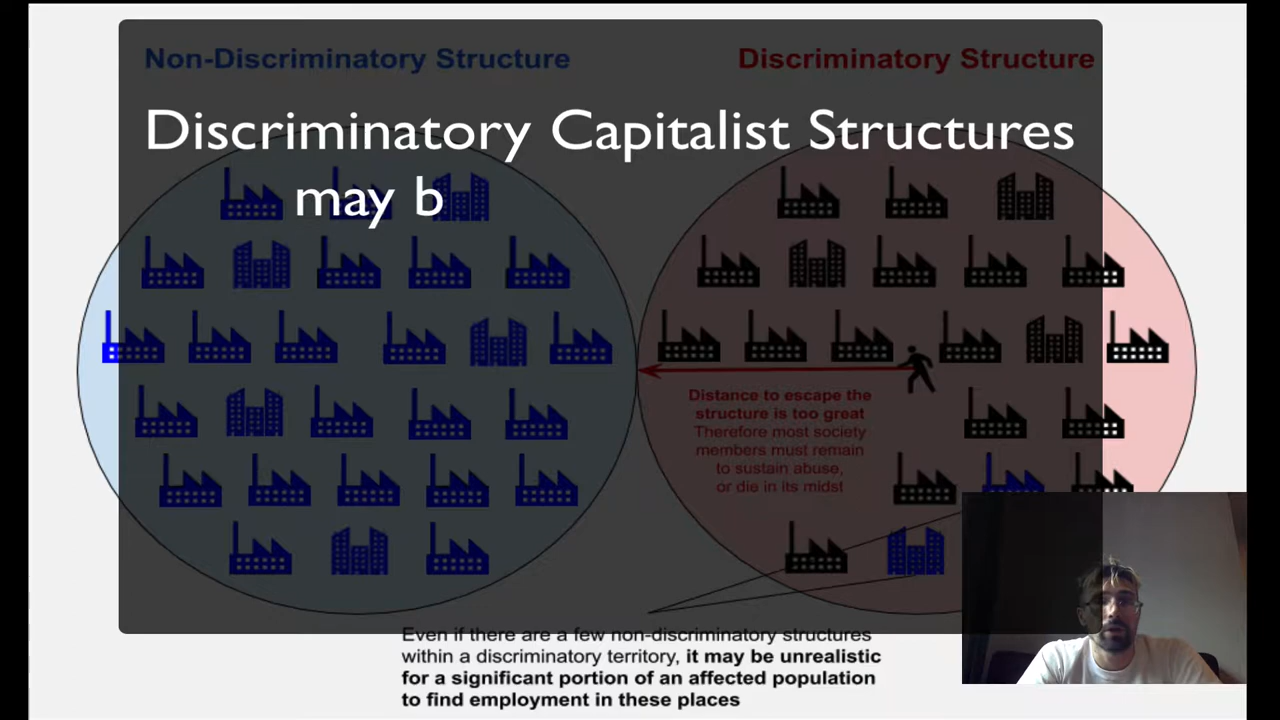 Non-Discriminatory Structure
Discriminatory Structure
Discriminatory Capitalist Structures
may b
Distance to escape the
structure is too great
Therefore most society
members must remain
to sustain abuse,
or die in its midst
Even if there are a few non-discriminatory structures
within a discriminatory territory, it may be unrealistic
for a significant portion of an affected population
to find employment in these places